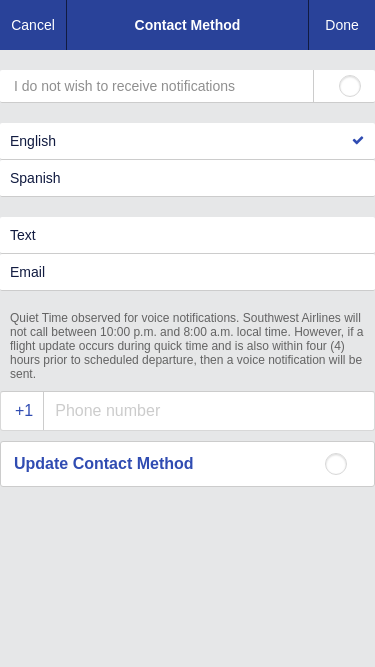 Cancel
Contact Method
Done
I do not wish to receive notifications
English
Spanish
Text
Email
Quiet Time observed for voice notifications. Southwest Airlines will
not call between 10:00 p.m. and 8:00 a.m. local time. However, if a
flight update occurs during quick time and is also within four (4)
hours prior to scheduled departure, then a voice notification will be
sent.
+1 Phone number
Update Contact Method